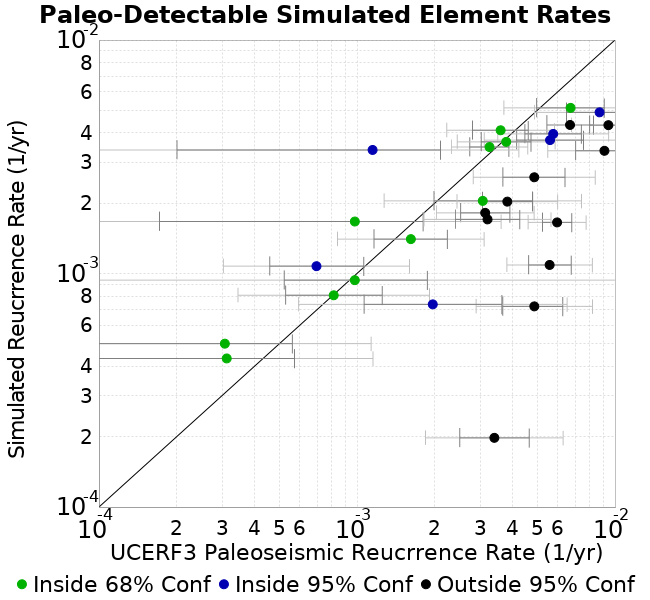 Paleo-Detectable Simulated Element Rates
10-2
8
6
4
3
2
10-3
8
6
4
3
2
10-4
Simulated Reucrrence Rate (1/yr)
10-4 2 3 4 5 6 10-3 2 3 4 5 6 10-2
UCERF3 Paleoseismic Reucrrence Rate (1/yr)
Inside 68% Conf Inside 95% Conf Outside 95% Conf